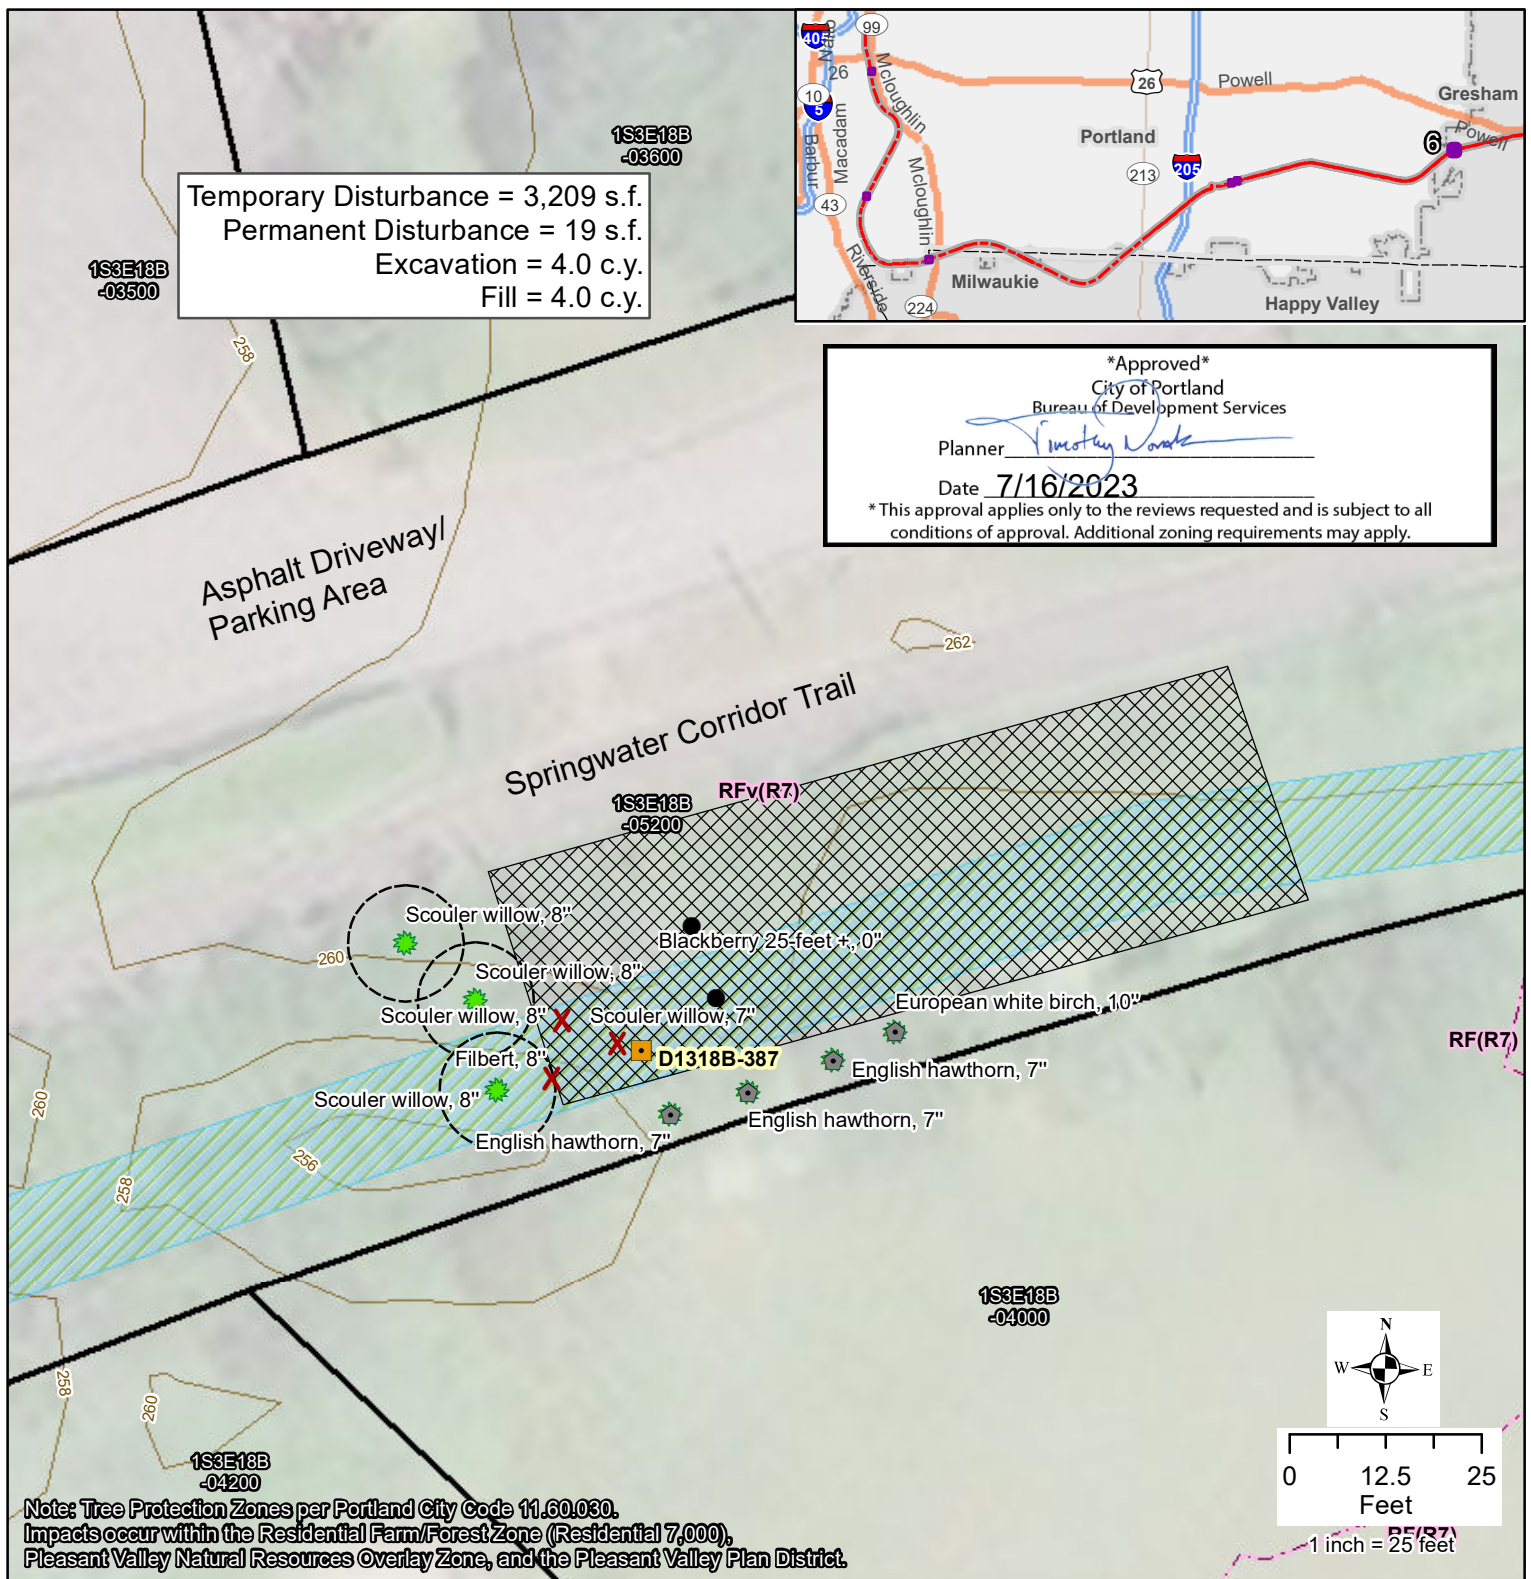 Temporary Disturbance = 3,209 s.f.
Permanent Disturbance = 19 s.f.
Excavation = 4.0 c.y.
Fill = 4.0 c.y.
1S3E18B
-03600
1S3E18B
-03500
258
405
Naito
99
26
10
5
Barbur
Macadam
Mcloughlin
Mcloughlin
43
Riverside
224
Milwaukie
Portland
26
Powell
213
205
Gresham
Powell
6
Happy Valley
*Approved*
City of Portland
Bureau of Development Services
Planner Timothy Novak
Date 7/16/2023
* This approval applies only to the reviews requested and is subject to all
conditions of approval. Additional zoning requirements may apply.
Asphalt Driveway/
Parking Area
262
Springwater Corridor Trail
RFv(R7)
1S3E18B
-05200
Scouler willow, 8"
Blackberry 25-feet +, 0"
260
Scouler willow, 8"
European white birch, 10"
Scouler willow, 8"
Scouler willow, 7"
RF(R7)
Filbert, 8"
D1318B-387
English hawthorn, 7"
Scouler willow, 8"
English hawthorn, 7"
English hawthorn, 7"
260
256
258
1S3E18B
-04000
258
260
1S3E18B
-04200
N
W
E
S
0
12.5
25
Feet
RF(R7)
1 inch = 25 feet
Note: Tree Protection Zones per Portland City Code 11.60.030.
Impacts occur within the Residential Farm/Forest Zone (Residential 7,000),
Pleasant Valley Natural Resources Overlay Zone, and the Pleasant Valley Plan District.